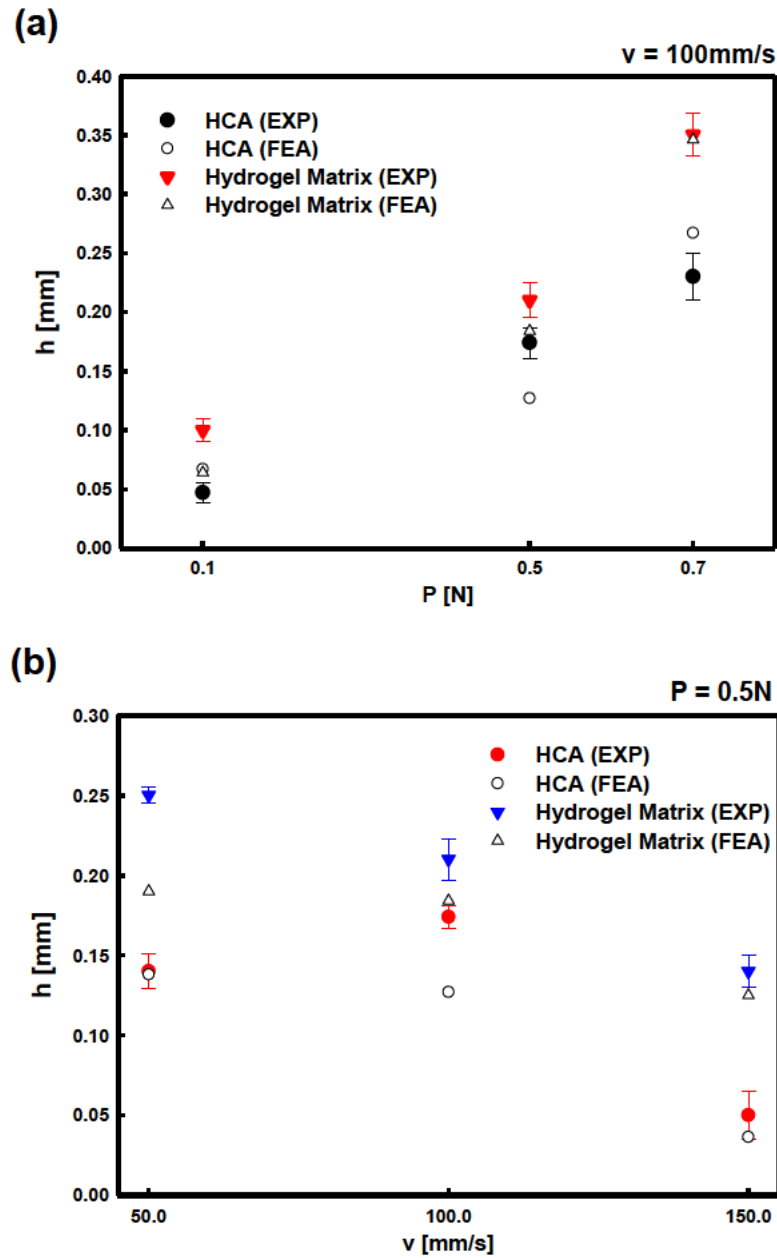 (a)
v = 100mm/s
0.40
0.35
0.30
0.25
0.20
0.15
0.10
0.05
0.00
h [mm]
HCA (EXP)
HCA (FEA)
Hydrogel Matrix (EXP)
Hydrogel Matrix (FEA)
0.1 0.5 0.7
P [N]
(b)
P = 0.5N
0.30
0.25
0.20
0.15
0.10
0.05
0.00
h [mm]
HCA (EXP)
HCA (FEA)
Hydrogel Matrix (EXP)
Hydrogel Matrix (FEA)
50.0 100.0 150.0
v [mm/s]